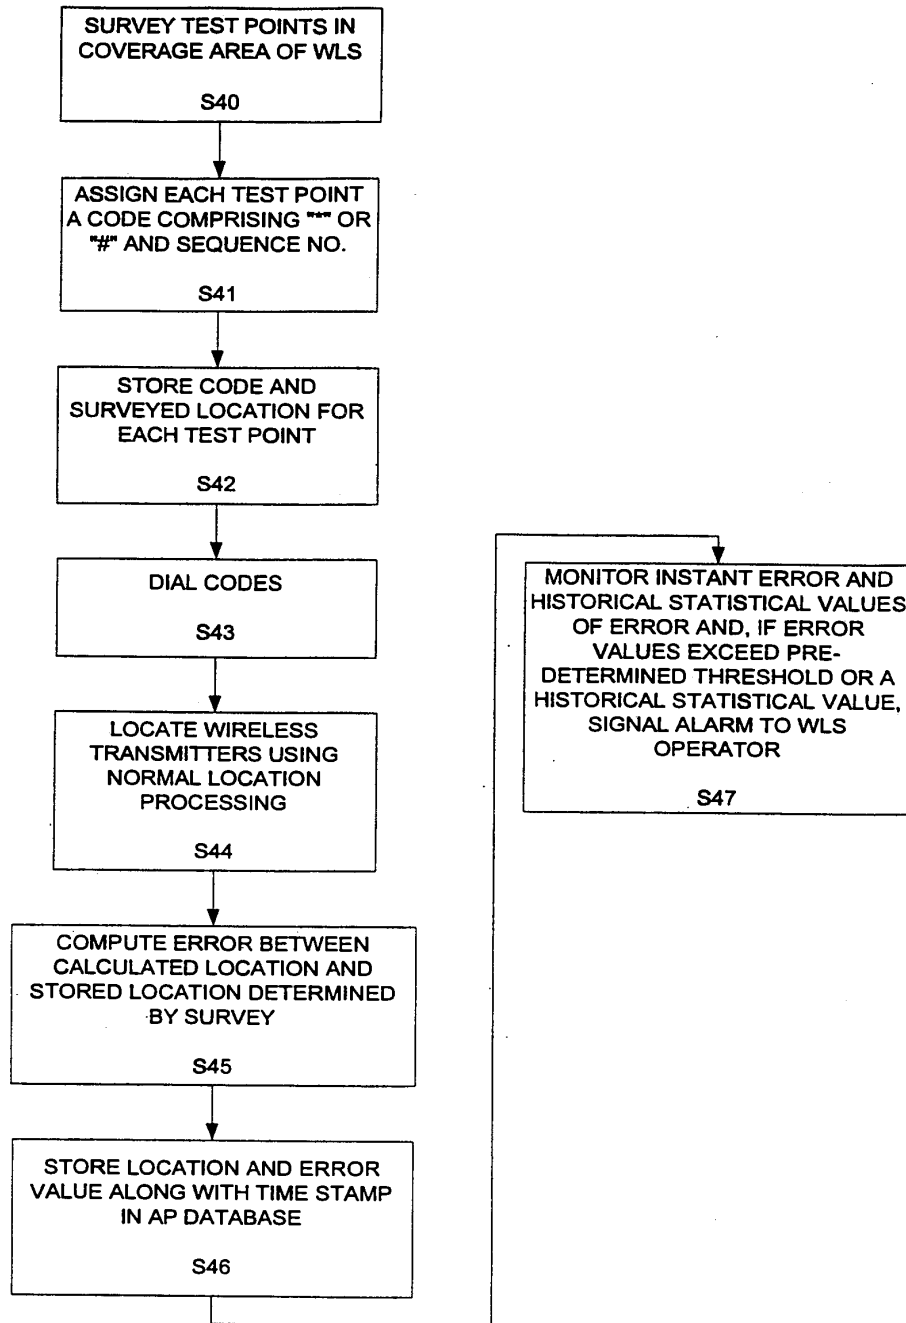 SURVEY TEST POINTS IN
COVERAGE AREA OF WLS
S40
ASSIGN EACH TEST POINT
A CODE COMPRISING "*" OR
"#" AND SEQUENCE NO.
S41
STORE CODE AND
SURVEYED LOCATION FOR
EACH TEST POINT
S42
DIAL CODES
S43
LOCATE WIRELESS
TRANSMITTERS USING
NORMAL LOCATION
PROCESSING
S44
COMPUTE ERROR BETWEEN
CALCULATED LOCATION AND
STORED LOCATION DETERMINED
BY SURVEY
S45
STORE LOCATION AND ERROR
VALUE ALONG WITH TIME STAMP
IN AP DATABASE
S46
MONITOR INSTANT ERROR AND
HISTORICAL STATISTICAL VALUES
OF ERROR AND, IF ERROR
VALUES EXCEED PRE-
DETERMINED THRESHOLD OR A
HISTORICAL STATISTICAL VALUE,
SIGNAL ALARM TO WLS
OPERATOR
S47